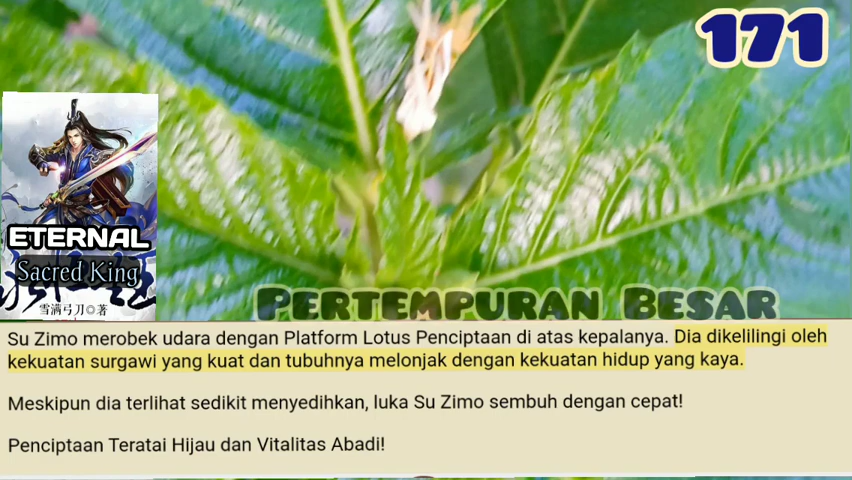 171
ETERNAL
Sacred King
雪满弓刀◎著
PERTEMPURAN BESAR
Su Zimo merobek udara dengan Platform Lotus Penciptaan di atas kepalanya. Dia dikelilingi oleh
kekuatan surgawi yang kuat dan tubuhnya melonjak dengan kekuatan hidup yang kaya.
Meskipun dia terlihat sedikit menyedihkan, luka Su Zimo sembuh dengan cepat!
Penciptaan Teratai Hijau dan Vitalitas Abadi!